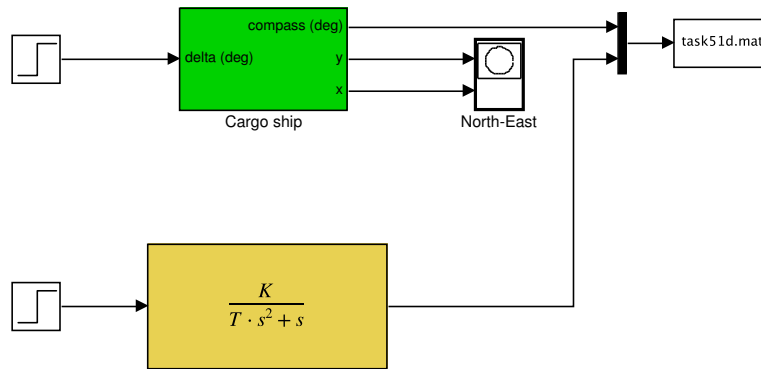 compass (deg)
delta (deg)
y
x
Cargo ship
North-East
task51d.mat
K
T · s² + s